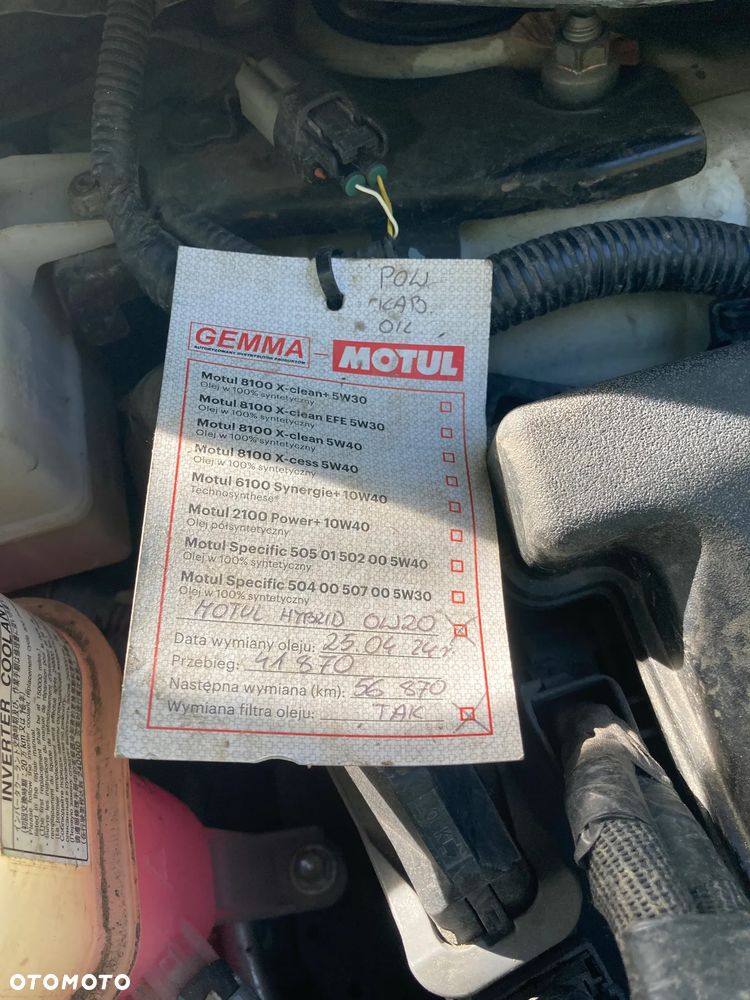 POW
KAB.
OIL
GEMMA
AUTORYZOWANY DYSTRYBUTOR PRODUKTÓW
MOTUL
Motul 8100 X-clean+ 5W30
Olej w 100% syntetyczny
Motul 8100 X-clean EFE 5W30
Olej w 100% syntetyczny
Motul 8100 X-clean 5W40
Olej w 100% syntetyczny
Motul 8100 X-cess 5W40
Olej w 100% syntetyczny
Motul 6100 Synergie+ 10W40
Technosynthese®
Motul 2100 Power+ 10W40
Olej półsyntetyczny
Motul Specific 505 01 502 00 5W40
Olej w 100% syntetyczny
Motul Specific 504 00 507 00 5W30
Olej w 100% syntetyczny
MOTUL HYBRID 0W20
Data wymiany oleju: 25.04.24r.
Przebieg: 41 870
Następna wymiana (km): 56 870
Wymiana filtra oleju: TAK
INVERTER COOLANT
OTOMOTO